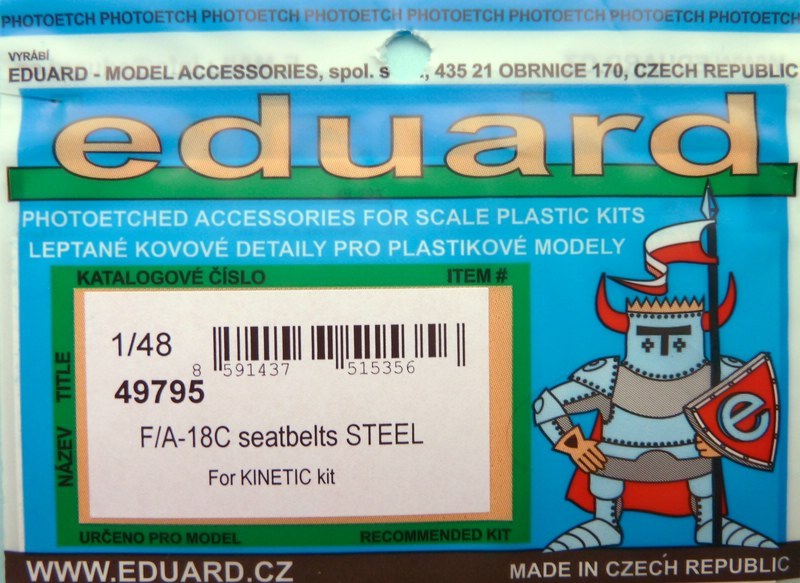 PHOTOETCH PHOTOETCH PHOTOETCH PHOTOETCH PHOTOETCH PHOTOETCH PHOTOETCH PHOTOETCH
VYRÁBÍ
EDUARD - MODEL ACCESSORIES, spol. s ., 435 21 OBRNICE 170, CZECH REPUBLIC
eduard
PHOTOETCHED ACCESSORIES FOR SCALE PLASTIC KITS
LEPTANÉ KOVOVÉ DETAILY PRO PLASTIKOVÉ MODELY
KATALOGOVÉ ČÍSLO ITEM #
NÁZEV TITLE
1/48
8 591437 515356
49795
F/A-18C seatbelts STEEL
For KINETIC kit
e
URČENO PRO MODEL RECOMMENDED KIT
WWW.EDUARD.CZ MADE IN CZECH REPUBLIC